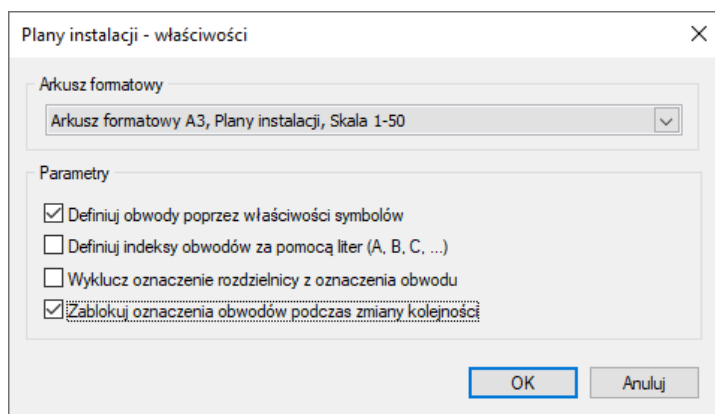 Plany instalacji - właściwości
Arkusz formatowy
Arkusz formatowy A3, Plany instalacji, Skala 1-50
Parametry
Definiuj obwody poprzez właściwości symbolów
Definiuj indeksy obwodów za pomocą liter (A, B, C, ...)
Wyklucz oznaczenie rozdzielnicy z oznaczenia obwodu
Zablokuj oznaczenia obwodów podczas zmiany kolejności
OK
Anuluj